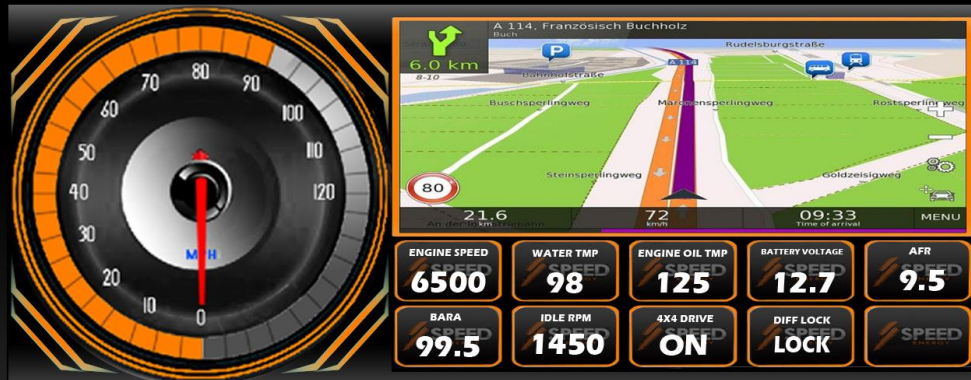 80
70
90
60
100
50
110
40
120
30
20
10
0
MPH
A 114, Französisch Buchholz
Buch
6.0 km
8-10
P
Rudelsburgstraße
A 114
Bahnhofstraße
Buschsperlingweg
Maronensperlingweg
Rostsperlingweg
Steinsperlingweg
Goldzeisigweg
80
21.6
km
72
km/h
09:33
Time of arrival
MENU
ENGINE SPEED
WATER TMP
ENGINE OIL TMP
BATTERY VOLTAGE
AFR
6500
98
125
12.7
9.5
BARA
IDLE RPM
4X4 DRIVE
DIFF LOCK
99.5
1450
ON
LOCK
SPEED
ENERGY